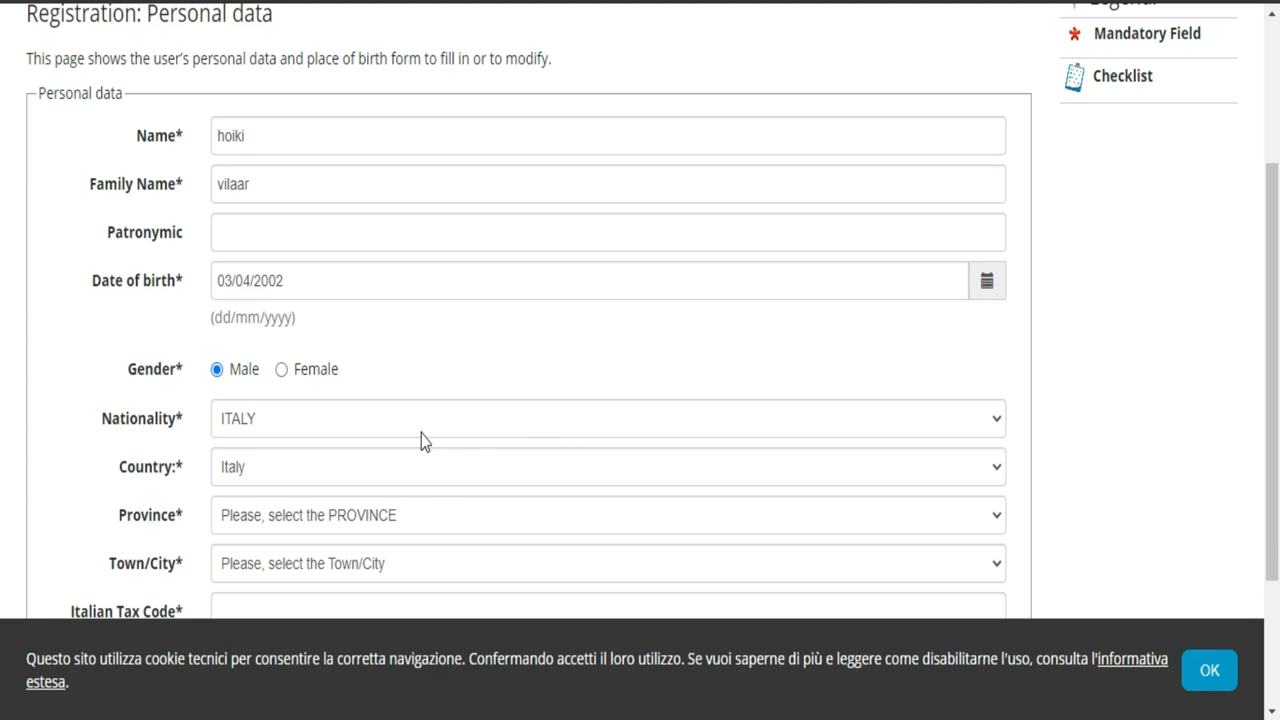 Registration: Personal data
Legend:
Mandatory Field
Checklist
This page shows the user's personal data and place of birth form to fill in or to modify.
Personal data
Name* hoiki
Family Name* vilaar
Patronymic
Date of birth* 03/04/2002
(dd/mm/yyyy)
Gender* Male Female
Nationality* ITALY
Country:* Italy
Province* Please, select the PROVINCE
Town/City* Please, select the Town/City
Italian Tax Code*
Questo sito utilizza cookie tecnici per consentire la corretta navigazione. Confermando accetti il loro utilizzo. Se vuoi saperne di più e leggere come disabilitarne l'uso, consulta l'informativa
estesa.
OK